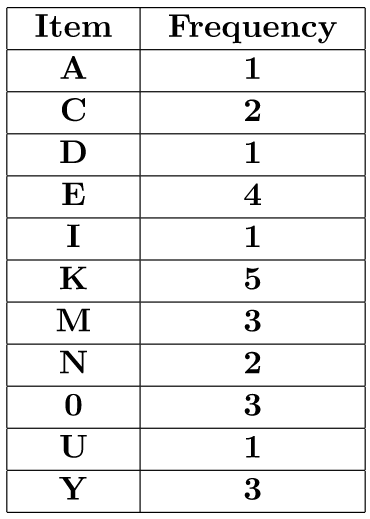 Item Frequency
A 1
C 2
D 1
E 4
I 1
K 5
M 3
N 2
0 3
U 1
Y 3